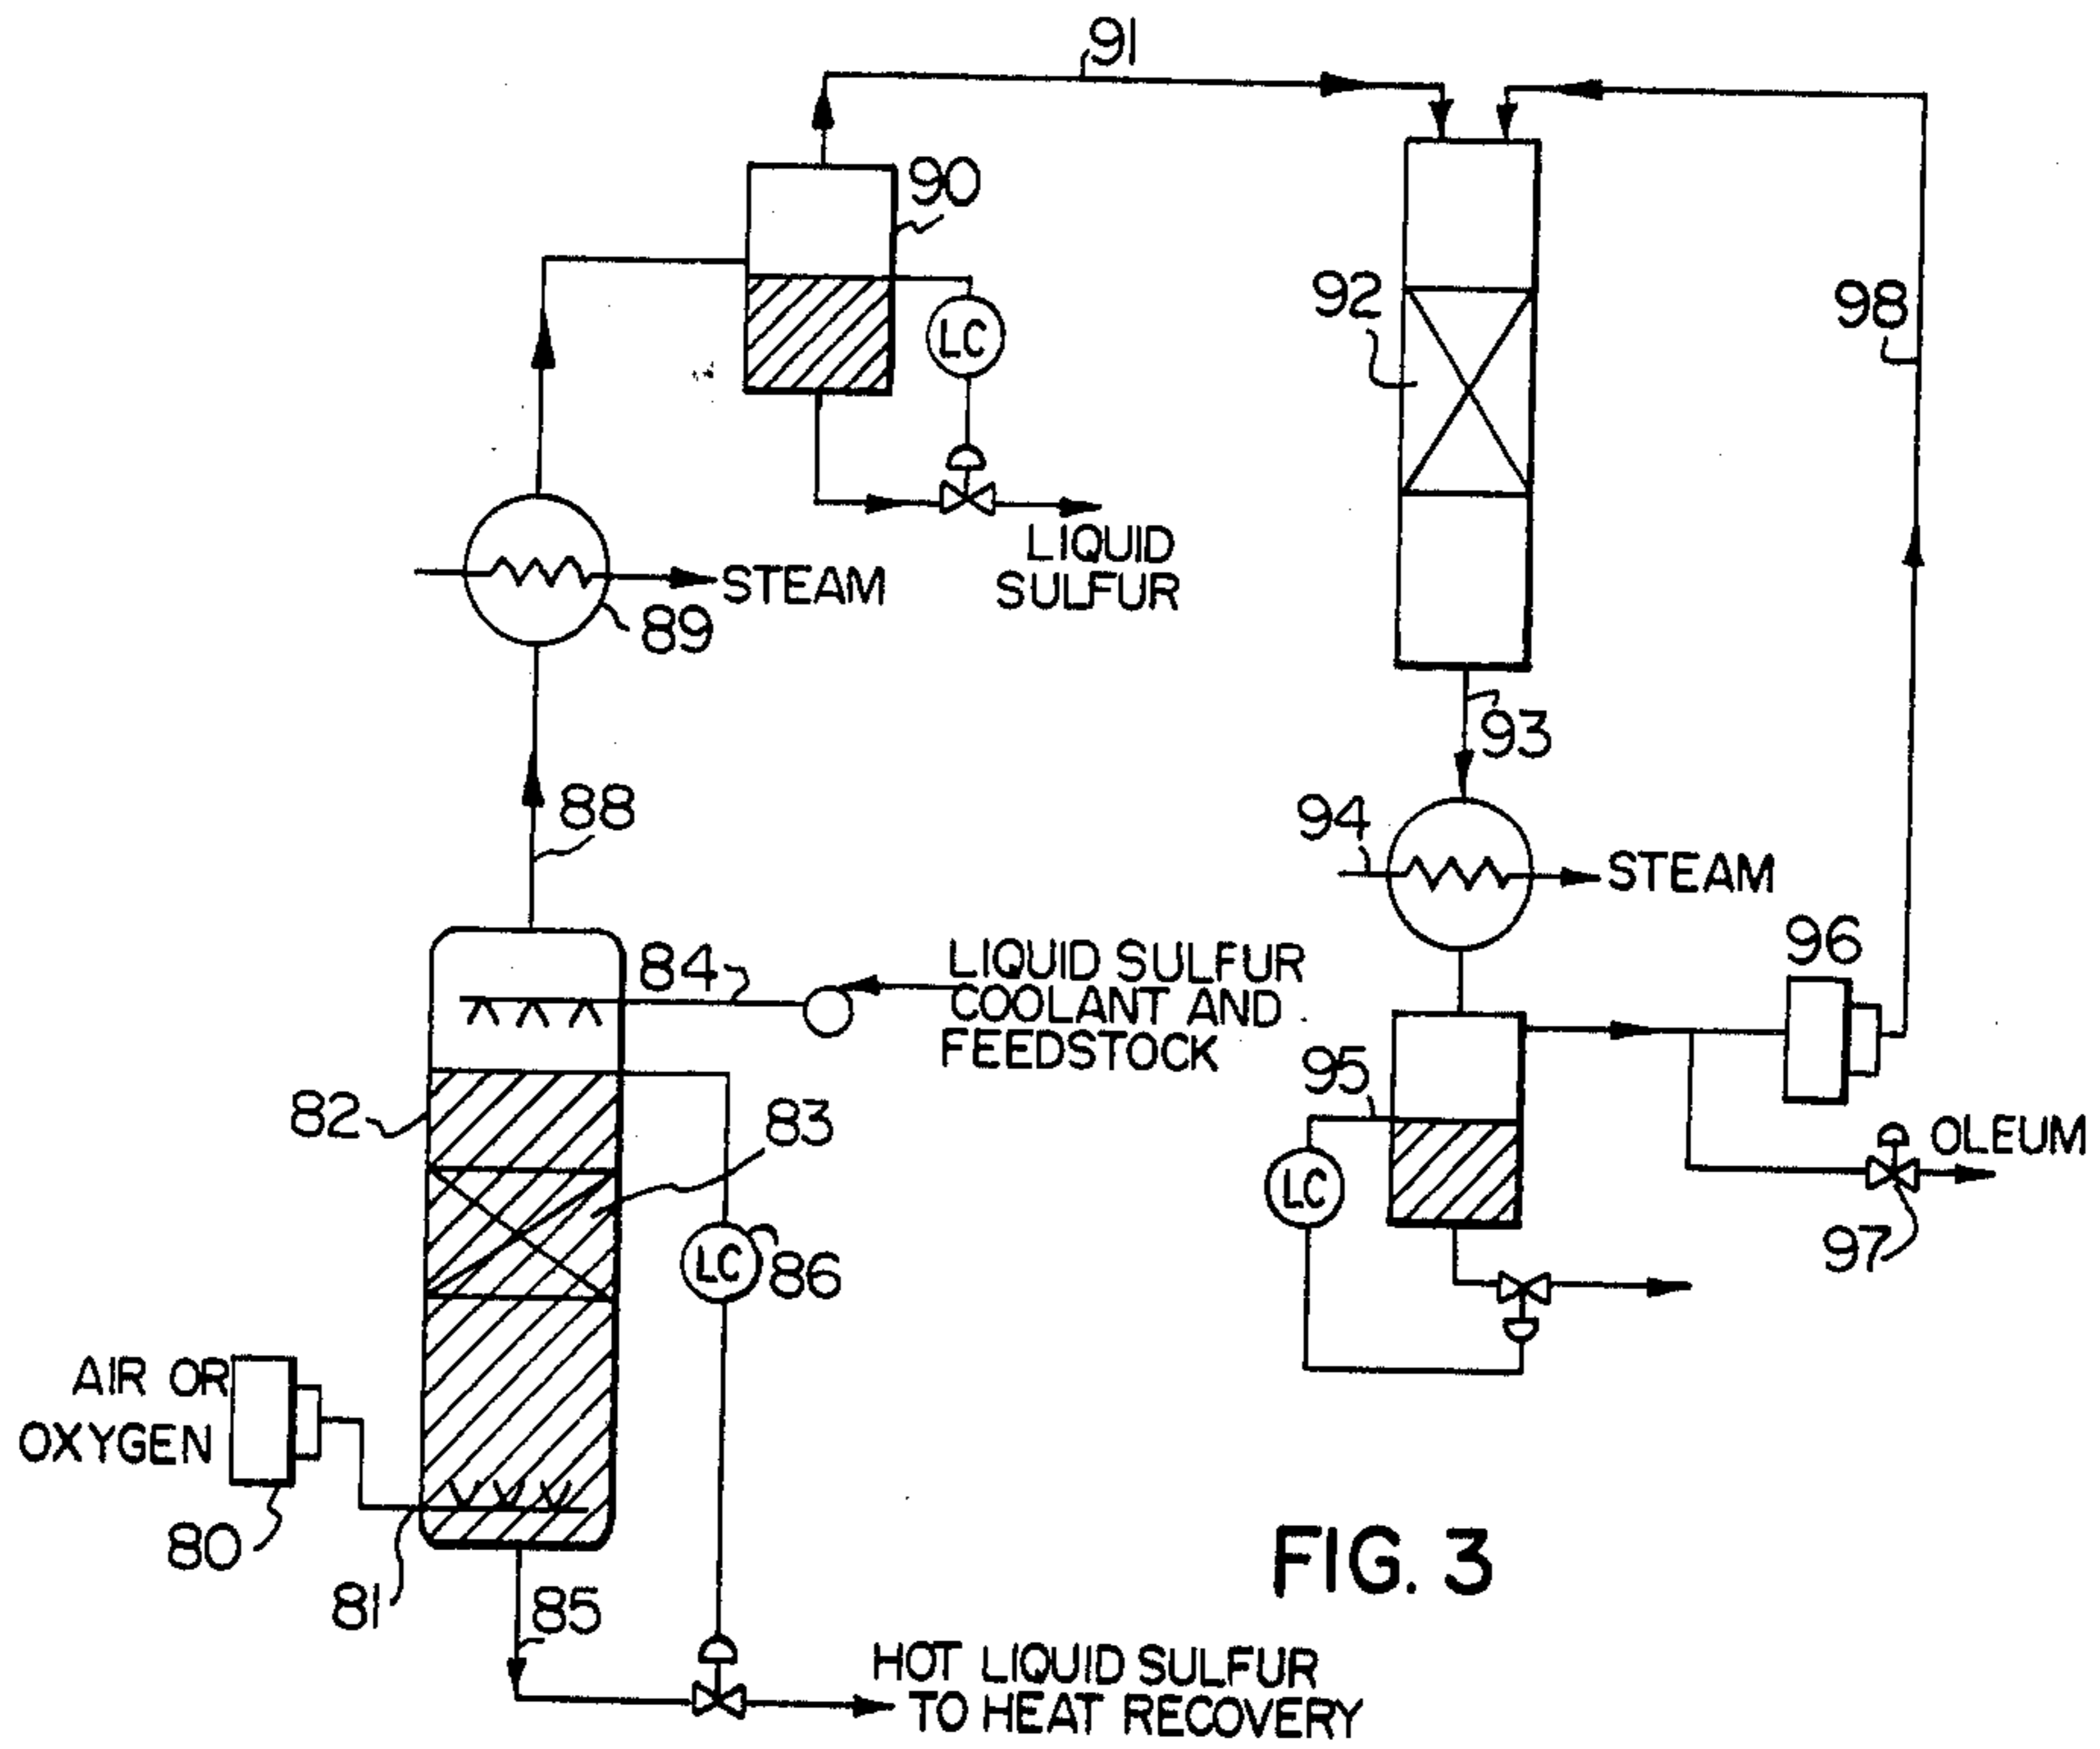 91
90
92
98
LC
LIQUID
SULFUR
STEAM
89
93
88
94
STEAM
96
84
LIQUID SULFUR
COOLANT AND
FEEDSTOCK
95
82
83
OLEUM
LC
LC
86
97
AIR OR
OXYGEN
80
81
85
FIG. 3
HOT LIQUID SULFUR
TO HEAT RECOVERY